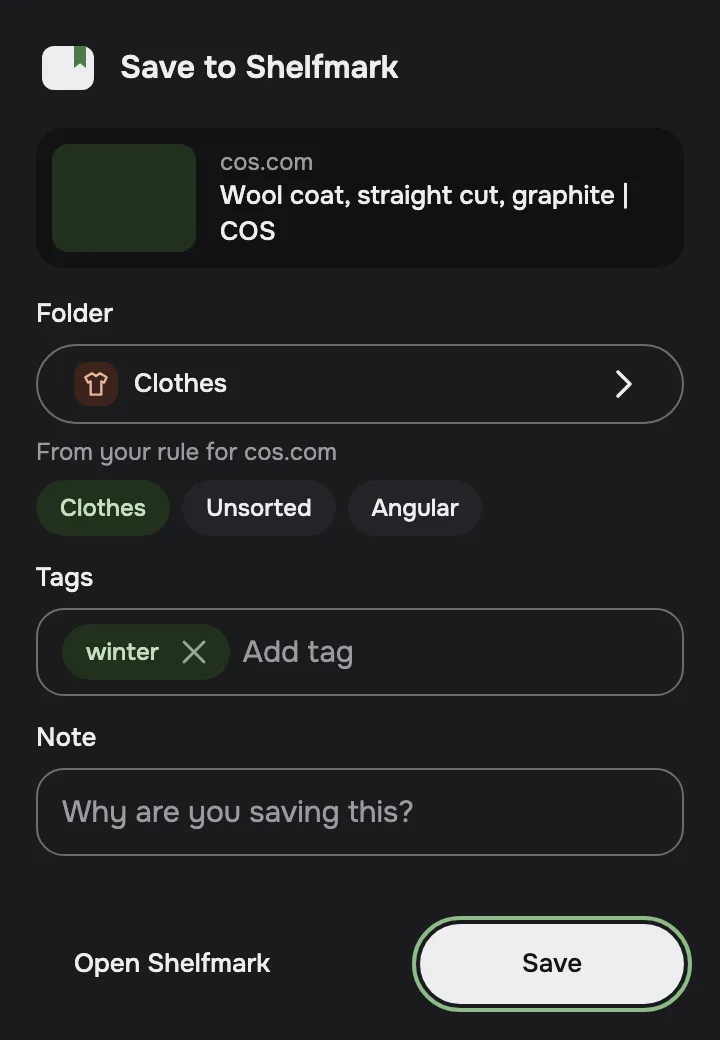 Save to Shelfmark
cos.com
Wool coat, straight cut, graphite |
COS
Folder
Clothes
From your rule for cos.com
Clothes
Unsorted
Angular
Tags
winter
Add tag
Note
Why are you saving this?
Open Shelfmark
Save